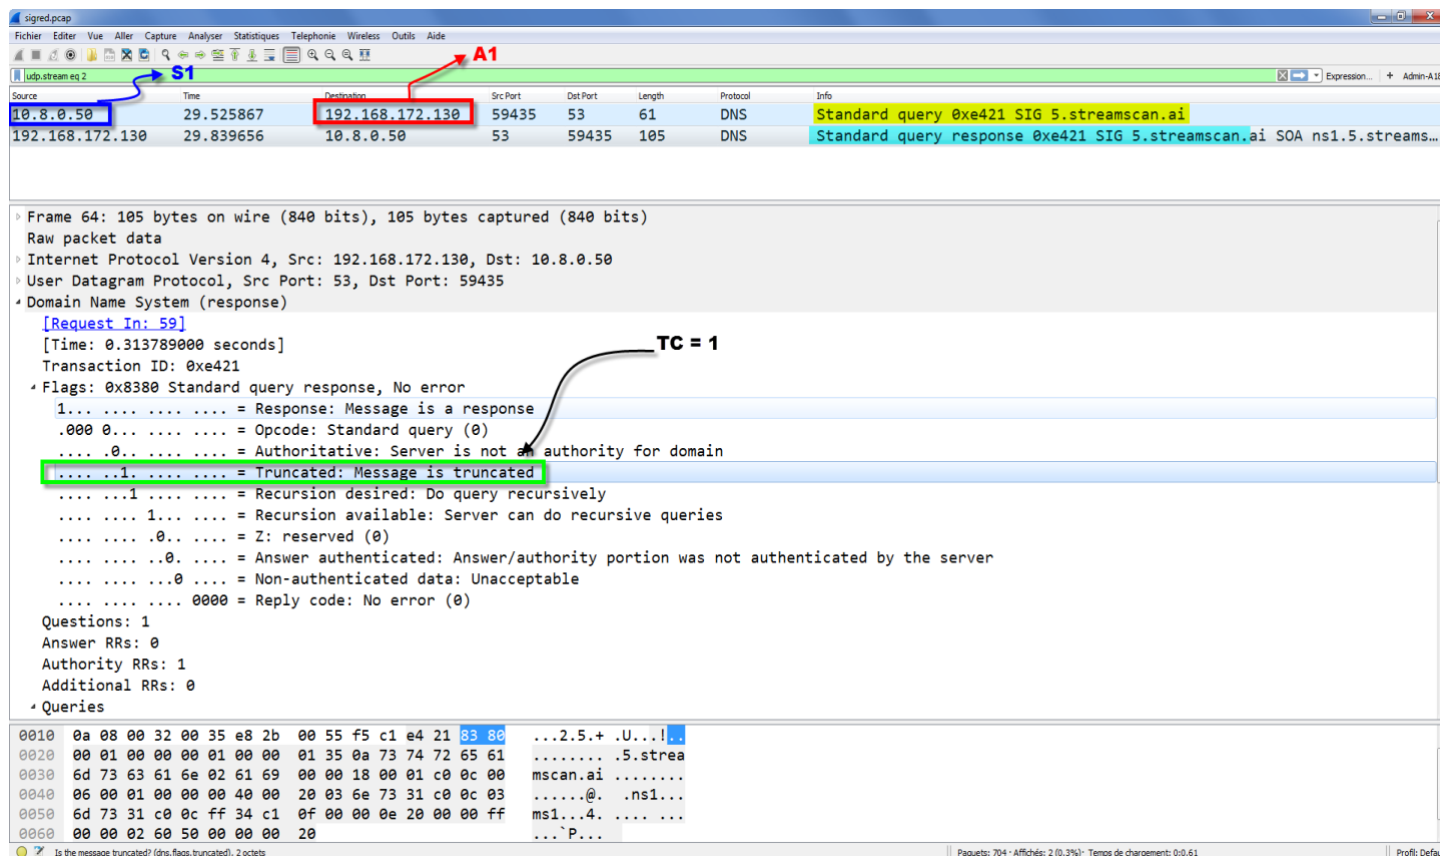 sigred.pcap
Fichier Editer Vue Aller Capture Analyser Statistiques Telephonie Wireless Outils Aide
A1
S1
udp.stream eq 2 Expression... + Admin-A18
Source Time Destination Src Port Dst Port Length Protocol Info
10.8.0.50 29.525867 192.168.172.130 59435 53 61 DNS Standard query 0xe421 SIG 5.streamscan.ai
192.168.172.130 29.839656 10.8.0.50 53 59435 105 DNS Standard query response 0xe421 SIG 5.streamscan.ai SOA ns1.5.streams…
Frame 64: 105 bytes on wire (840 bits), 105 bytes captured (840 bits)
Raw packet data
Internet Protocol Version 4, Src: 192.168.172.130, Dst: 10.8.0.50
User Datagram Protocol, Src Port: 53, Dst Port: 59435
Domain Name System (response)
[Request In: 59]
[Time: 0.313789000 seconds]
TC = 1
Transaction ID: 0xe421
Flags: 0x8380 Standard query response, No error
1... .... .... .... = Response: Message is a response
.000 0... .... .... = Opcode: Standard query (0)
.... .0.. .... .... = Authoritative: Server is not an authority for domain
.... ..1. .... .... = Truncated: Message is truncated
.... ...1 .... .... = Recursion desired: Do query recursively
.... .... 1... .... = Recursion available: Server can do recursive queries
.... .... .0.. .... = Z: reserved (0)
.... .... ..0. .... = Answer authenticated: Answer/authority portion was not authenticated by the server
.... .... ...0 .... = Non-authenticated data: Unacceptable
.... .... .... 0000 = Reply code: No error (0)
Questions: 1
Answer RRs: 0
Authority RRs: 1
Additional RRs: 0
Queries
0010 0a 08 00 32 00 35 e8 2b 00 55 f5 c1 e4 21 83 80 ...2.5.+ .U...!..
0020 00 01 00 00 00 01 00 00 01 35 0a 73 74 72 65 61 ........ .5.strea
0030 6d 73 63 61 6e 02 61 69 00 00 18 00 01 c0 0c 00 mscan.ai ........
0040 06 00 01 00 00 00 40 00 20 03 6e 73 31 c0 0c 03 ......@. .ns1...
0050 6d 73 31 c0 0c ff 34 c1 0f 00 00 0e 20 00 00 ff ms1...4. .... ...
0060 00 00 02 60 50 00 00 00 20 ...`P...
Is the message truncated? (dns.flags.truncated), 2 octets Paquets: 704 · Affichés: 2 (0.3%) · Temps de chargement: 0:0.61 Profil: Defau